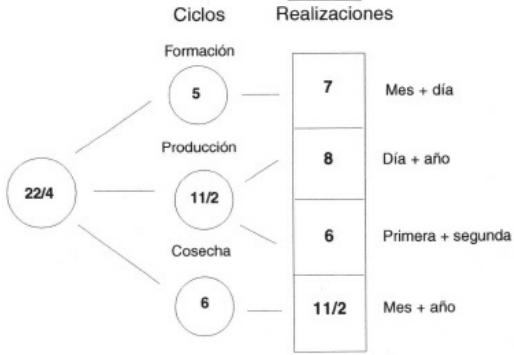 Ciclos Realizaciones
Formación
5 7 Mes + día
Producción
8 Día + año
22/4 11/2
6 Primera + segunda
Cosecha
6 11/2 Mes + año